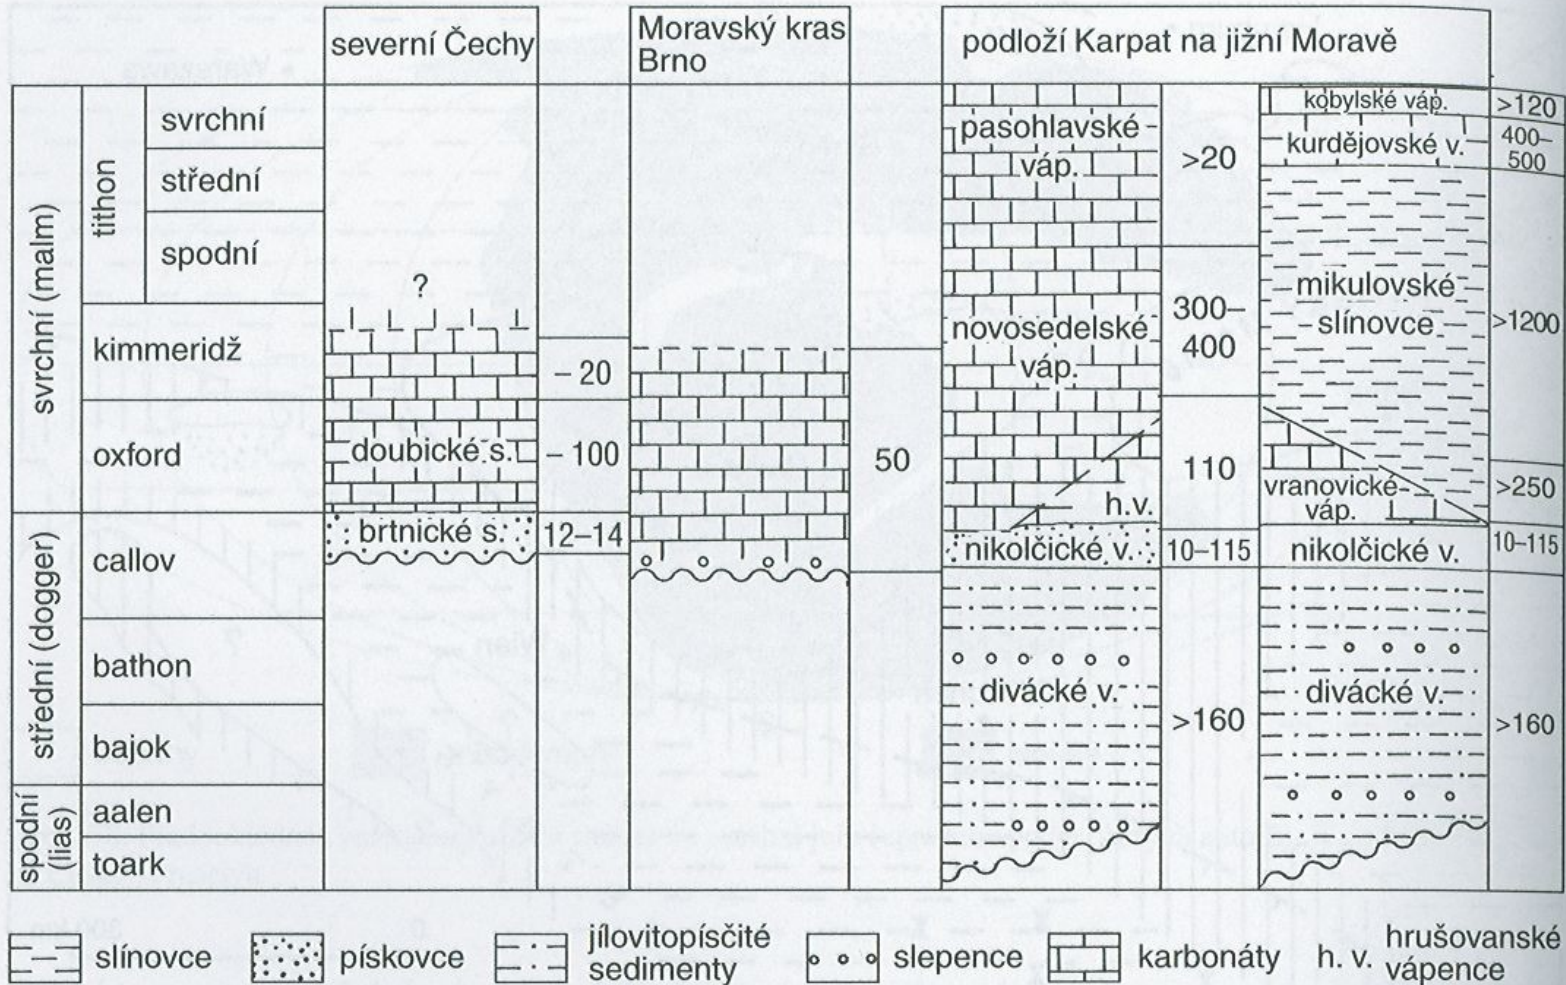 severní Čechy
Moravský kras
Brno
podloží Karpat na jižní Moravě
svrchní (malm)
tithon
svrchní
střední
spodní
kimmeridž
oxford
střední (dogger)
callov
bathon
bajok
spodní
(lias)
aalen
toark
?
doubické s.
brtnické s.
– 20
– 100
12–14
50
pasohlavské
váp.
novosedelské
váp.
h.v.
nikolčické v.
divácké v.
>20
300–
400
110
10–115
>160
kobylské váp.
kurdějovské v.
mikulovské
slínovce
vranovické
váp.
nikolčické v.
divácké v.
>120
400–
500
>1200
>250
10–115
>160
slínovce
pískovce
jílovitopísčité
sedimenty
slepence
karbonáty
h. v.
hrušovanské
vápence